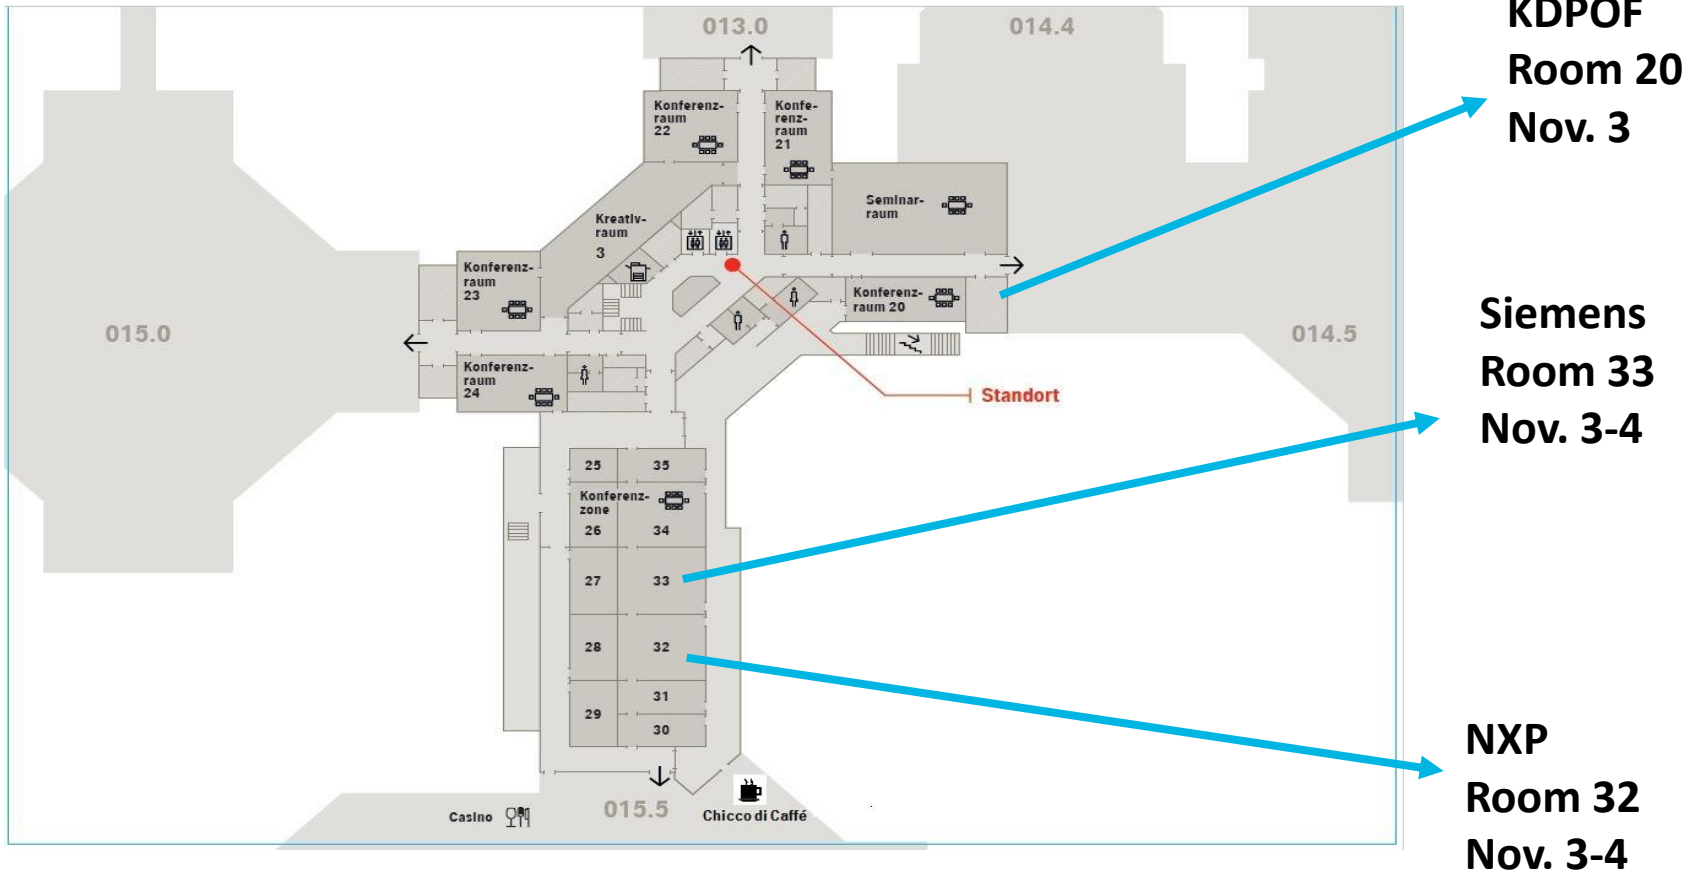 013.0
014.4
KDPOF
Room 20
Nov. 3
Konferenz-
raum
22
Konfe-
renz-
raum
21
Seminar-
raum
Kreativ-
raum
3
Konferenz-
raum
23
Konferenz-
raum 20
015.0
014.5
Siemens
Room 33
Nov. 3-4
Konferenz-
raum
24
Standort
25
35
Konferenz-
zone
26
34
27
33
28
32
31
29
30
NXP
Room 32
Nov. 3-4
Casino
015.5
Chicco di Caffé